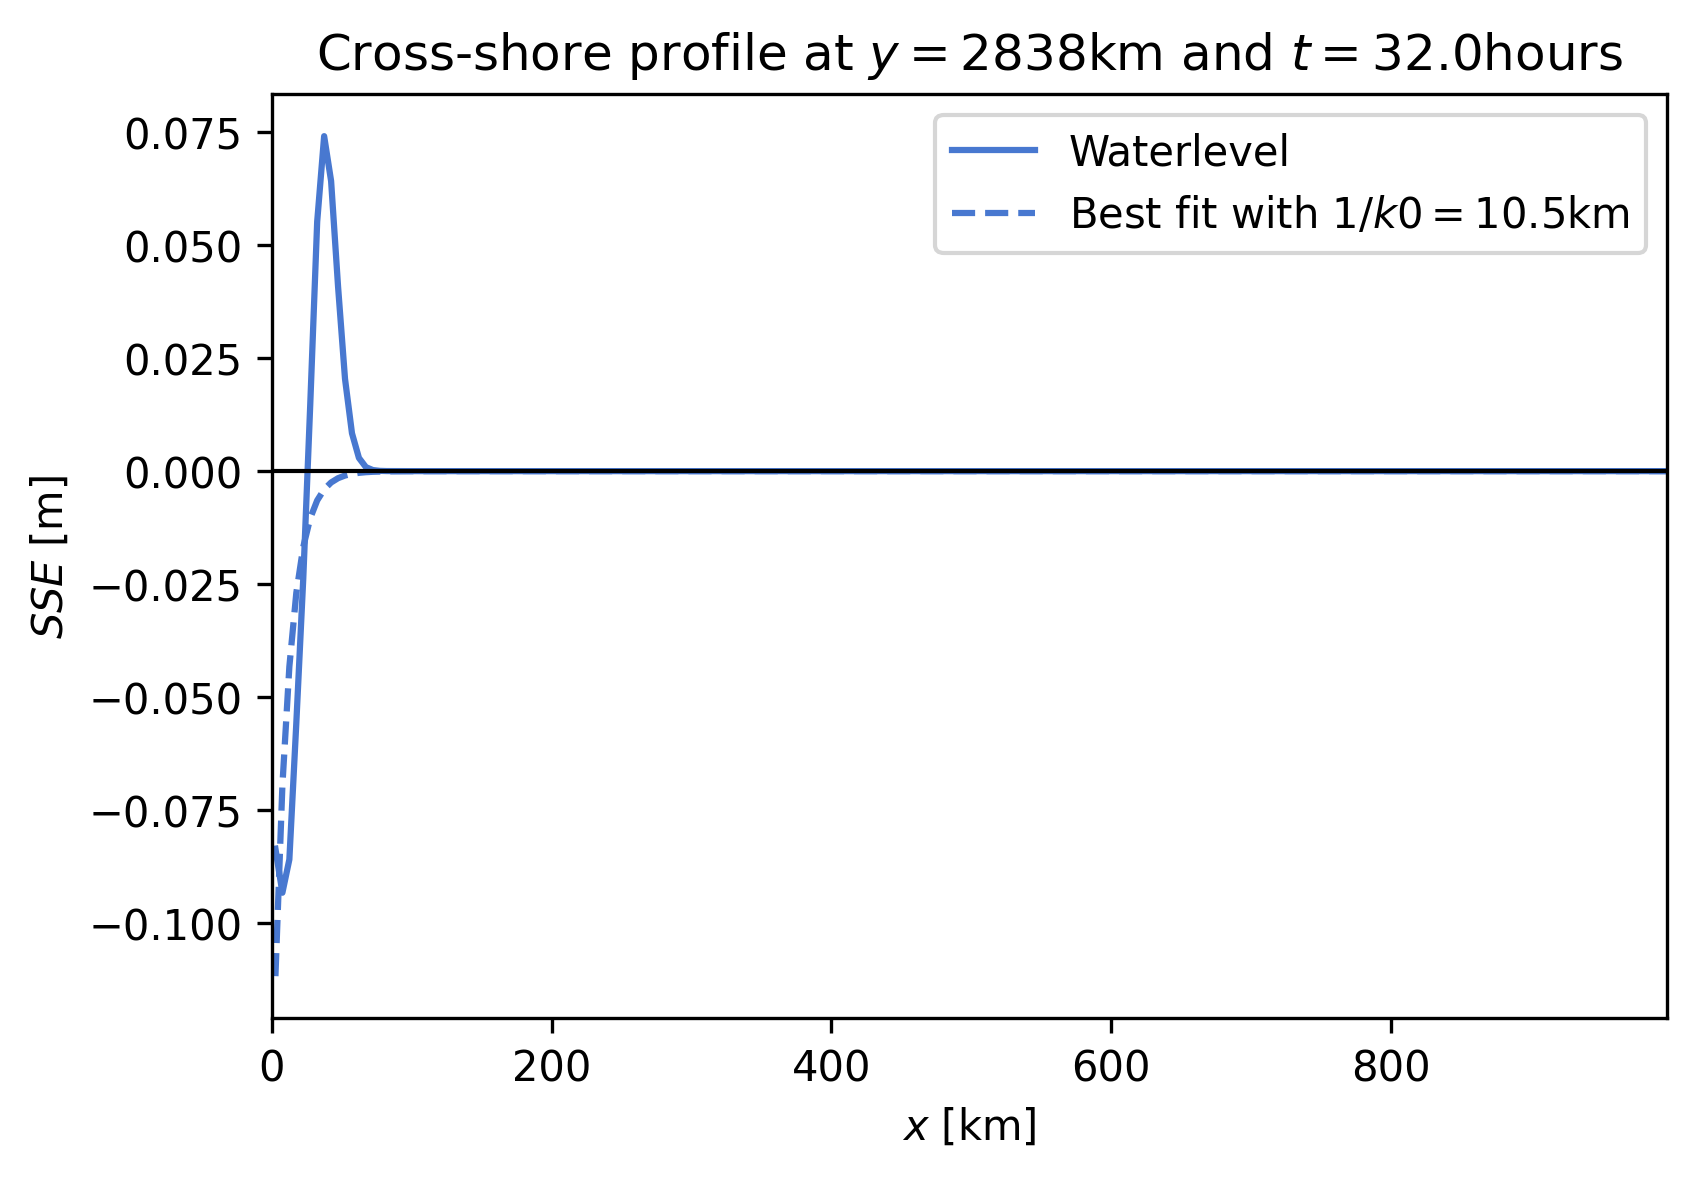 Cross-shore profile at y = 2838km and t = 32.0hours
Waterlevel
Best fit with 1/k0 = 10.5km
0.075
0.050
0.025
0.000
−0.025
−0.050
−0.075
−0.100
SSE [m]
0 200 400 600 800
x [km]